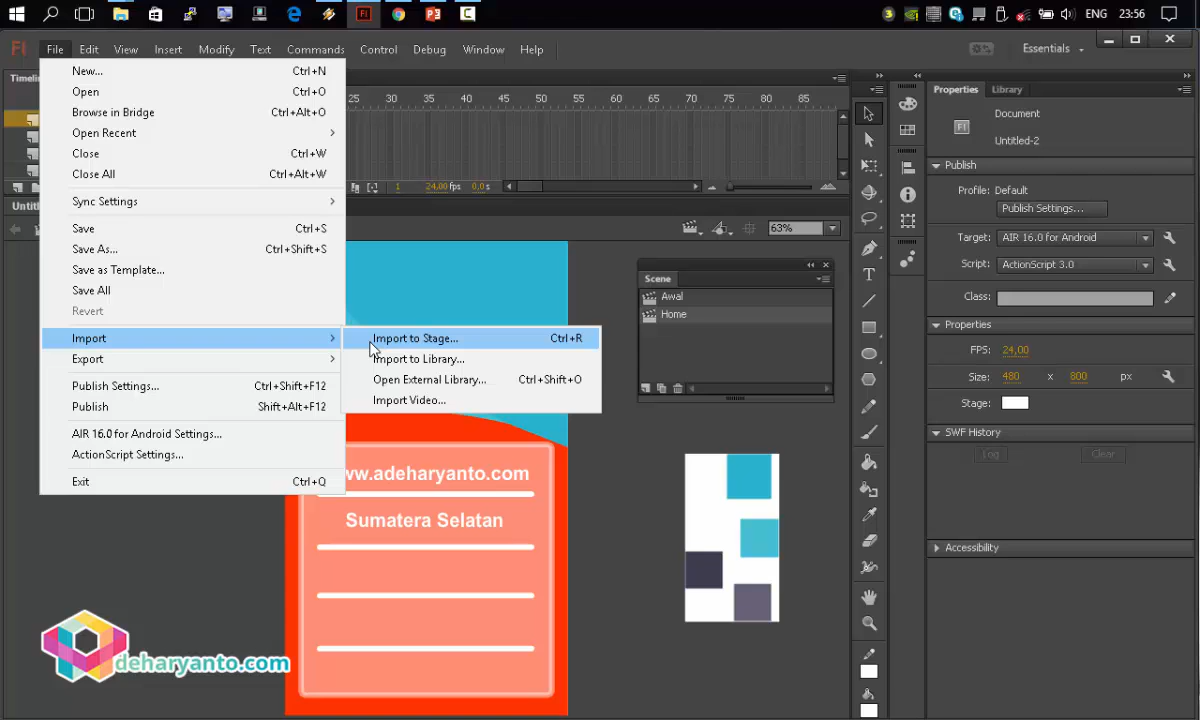 ENG 23:56
Fl File Edit View Insert Modify Text Commands Control Debug Window Help Essentials
New... Ctrl+N
Open Ctrl+O
Browse in Bridge Ctrl+Alt+O
Open Recent
Close Ctrl+W
Close All Ctrl+Alt+W
Sync Settings
Save Ctrl+S
Save As... Ctrl+Shift+S
Save as Template...
Save All
Revert
Import
Export
Publish Settings... Ctrl+Shift+F12
Publish Shift+Alt+F12
AIR 16.0 for Android Settings...
ActionScript Settings...
Exit Ctrl+Q
Import to Stage... Ctrl+R
Import to Library...
Open External Library... Ctrl+Shift+O
Import Video...
Timeline
25 30 35 40 45 50 55 60 65 70 75 80 85
1 24,00 fps 0,0 s
Untit
63%
Scene
Awal
Home
ww.adeharyanto.com
Sumatera Selatan
deharyanto.com
Properties Library
Document
Fl
Untitled-2
Publish
Profile: Default
Publish Settings...
Target: AIR 16.0 for Android
Script: ActionScript 3.0
Class:
Properties
FPS: 24,00
Size: 480 x 800 px
Stage:
SWF History
Log Clear
Accessibility